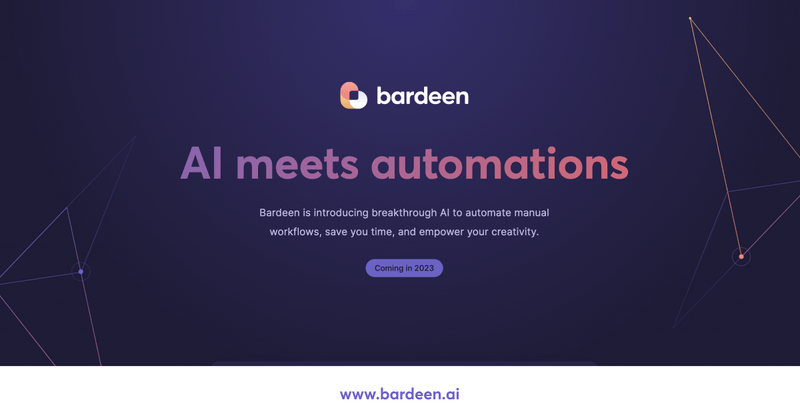 bardeen
AI meets automations
Bardeen is introducing breakthrough AI to automate manual
workflows, save you time, and empower your creativity.
Coming in 2023
www.bardeen.ai